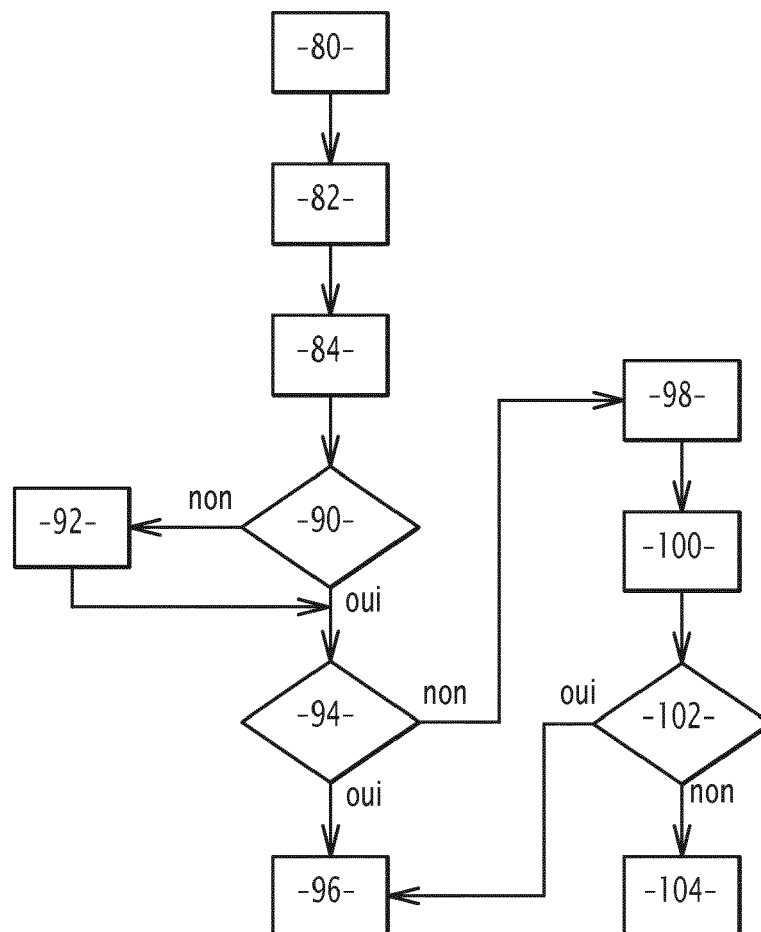 -80-
-82-
-84-
-98-
non
-92-
-90-
-100-
oui
non
oui
-94-
-102-
oui
non
-96-
-104-